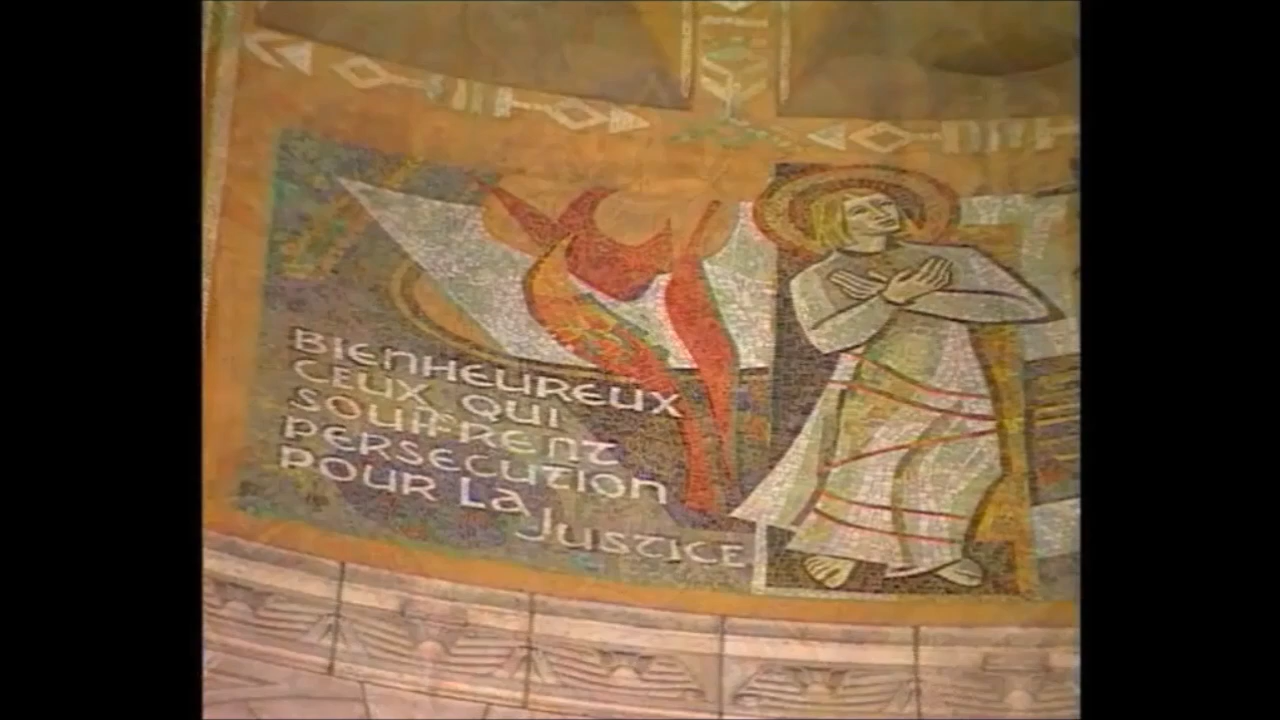 BIENHEUREUX
CEUX QUI
SOUFFRENT
PERSECUTION
POUR LA
JUSTICE